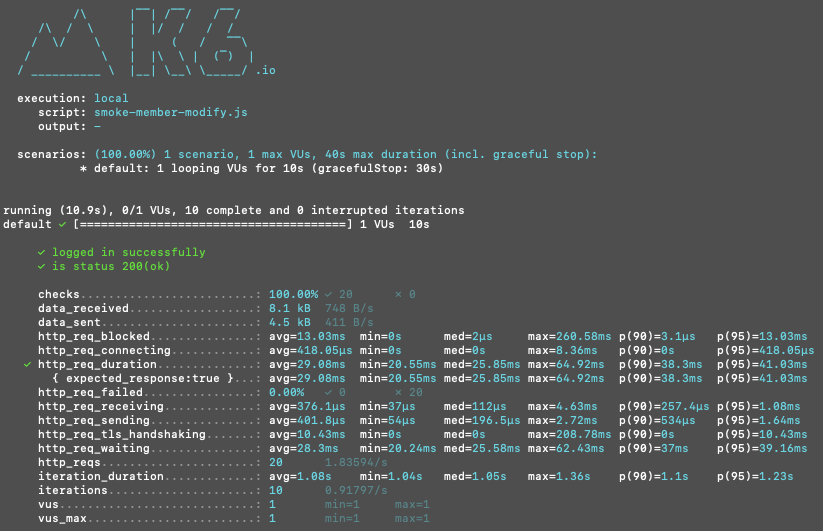 /\      |‾‾| /‾‾/   /‾‾/
     /\  /  \     |  |/  /   /  /
    /  \/    \    |     (   /   ‾‾\
   /          \   |  |\  \ |  (‾)  |
  / __________ \  |__| \__\ \_____/ .io
execution: local
script: smoke-member-modify.js
output: -
scenarios: (100.00%) 1 scenario, 1 max VUs, 40s max duration (incl. graceful stop):
* default: 1 looping VUs for 10s (gracefulStop: 30s)
running (10.9s), 0/1 VUs, 10 complete and 0 interrupted iterations
default ✓ [======================================] 1 VUs  10s
✓ logged in successfully
✓ is status 200(ok)
checks.........................: 100.00% ✓ 20       ✗ 0
data_received..................: 8.1 kB  748 B/s
data_sent......................: 4.5 kB  411 B/s
http_req_blocked...............: avg=13.03ms  min=0s      med=2µs     max=260.58ms p(90)=3.1µs   p(95)=13.03ms
http_req_connecting............: avg=418.05µs min=0s      med=0s      max=8.36ms   p(90)=0s      p(95)=418.05µs
✓ http_req_duration..............: avg=29.08ms  min=20.55ms med=25.85ms max=64.92ms  p(90)=38.3ms  p(95)=41.03ms
{ expected_response:true }...: avg=29.08ms  min=20.55ms med=25.85ms max=64.92ms  p(90)=38.3ms  p(95)=41.03ms
http_req_failed................: 0.00%   ✓ 0        ✗ 20
http_req_receiving.............: avg=376.1µs  min=37µs    med=112µs   max=4.63ms   p(90)=257.4µs p(95)=1.08ms
http_req_sending...............: avg=401.8µs  min=54µs    med=196.5µs max=2.72ms   p(90)=534µs   p(95)=1.64ms
http_req_tls_handshaking.......: avg=10.43ms  min=0s      med=0s      max=208.78ms p(90)=0s      p(95)=10.43ms
http_req_waiting...............: avg=28.3ms   min=20.24ms med=25.58ms max=62.43ms  p(90)=37ms    p(95)=39.16ms
http_reqs......................: 20      1.83594/s
iteration_duration.............: avg=1.08s    min=1.04s   med=1.05s   max=1.36s    p(90)=1.1s    p(95)=1.23s
iterations.....................: 10      0.91797/s
vus............................: 1       min=1      max=1
vus_max........................: 1       min=1      max=1